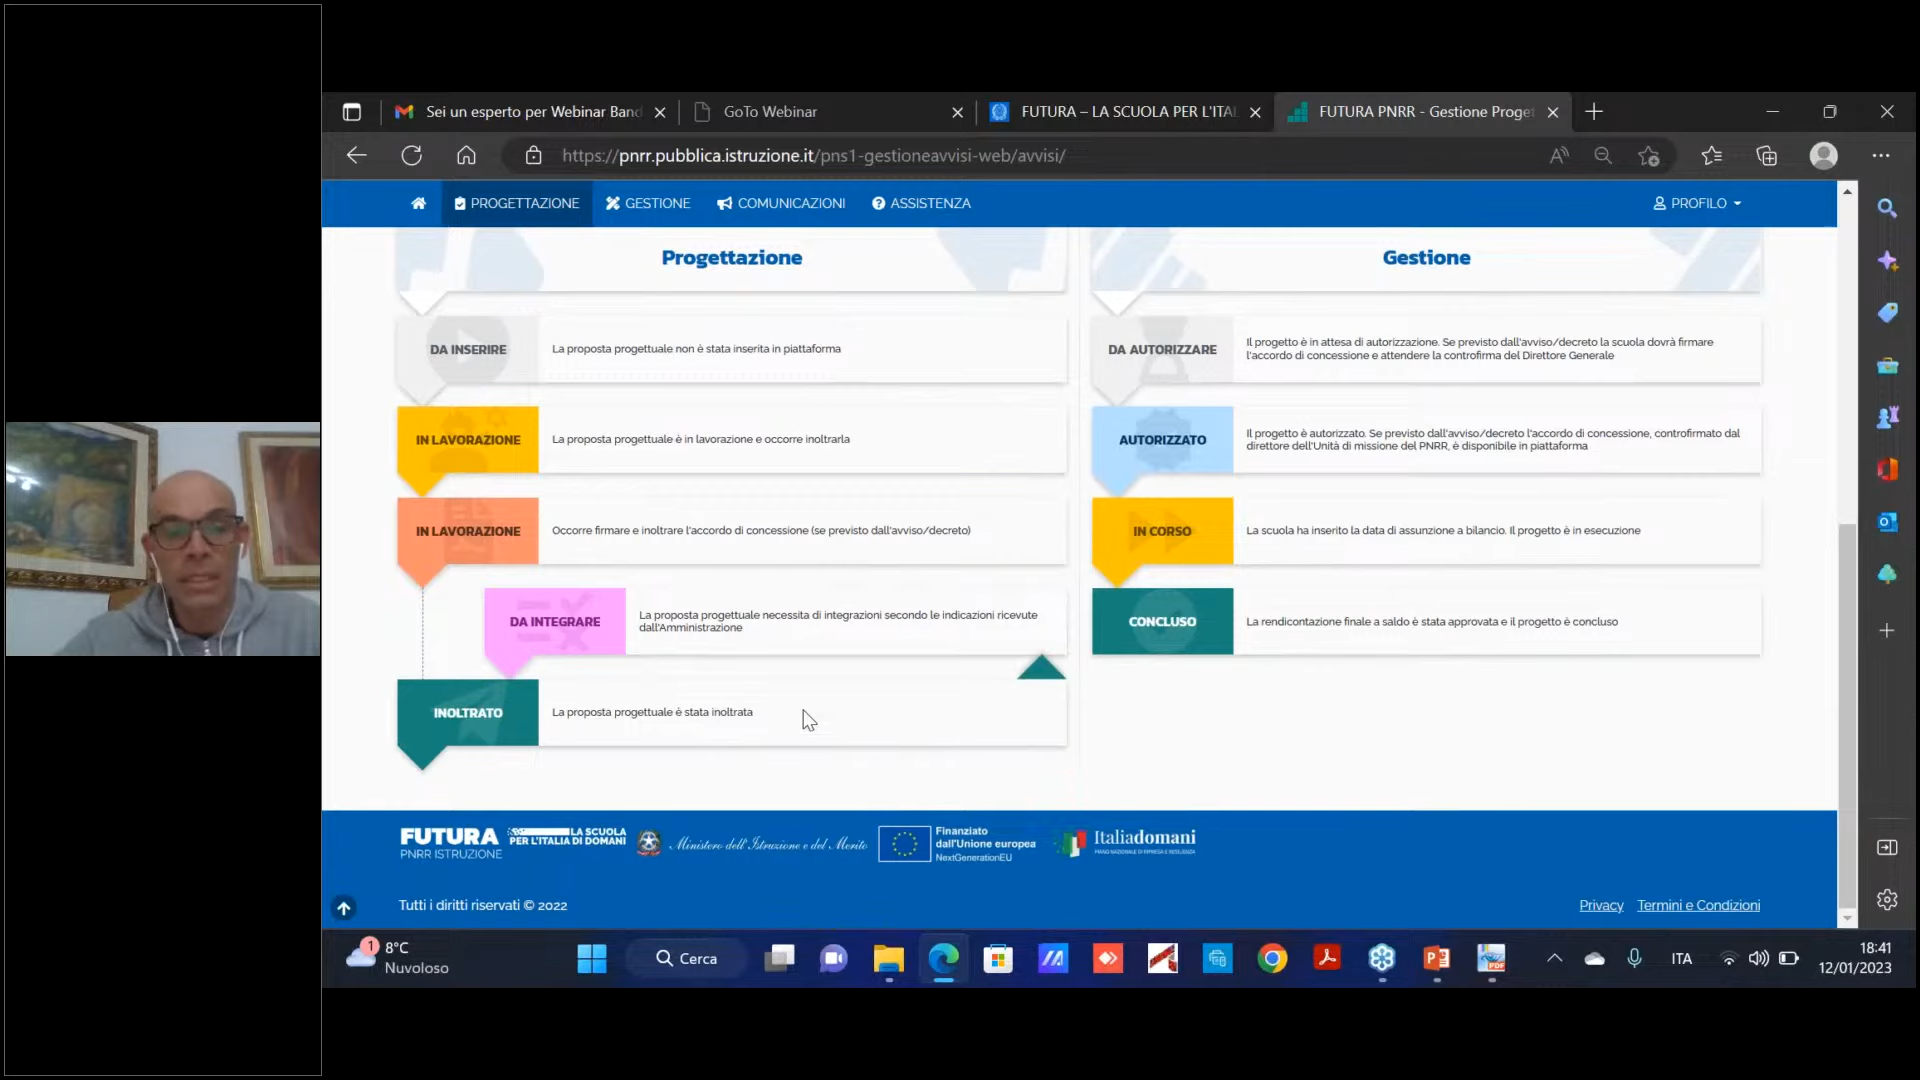 Sei un esperto per Webinar Band
GoTo Webinar
FUTURA – LA SCUOLA PER L'ITAL
FUTURA PNRR - Gestione Proget
https://pnrr.pubblica.istruzione.it/pns1-gestioneavvisi-web/avvisi/
PROGETTAZIONE
GESTIONE
COMUNICAZIONI
ASSISTENZA
PROFILO
Progettazione
DA INSERIRE
La proposta progettuale non è stata inserita in piattaforma
IN LAVORAZIONE
La proposta progettuale è in lavorazione e occorre inoltrarla
IN LAVORAZIONE
Occorre firmare e inoltrare l'accordo di concessione (se previsto dall'avviso/decreto)
DA INTEGRARE
La proposta progettuale necessita di integrazioni secondo le indicazioni ricevute
dall'Amministrazione
INOLTRATO
La proposta progettuale è stata inoltrata
Gestione
DA AUTORIZZARE
Il progetto è in attesa di autorizzazione. Se previsto dall'avviso/decreto la scuola dovrà firmare
l'accordo di concessione e attendere la controfirma del Direttore Generale
AUTORIZZATO
Il progetto è autorizzato. Se previsto dall'avviso/decreto l'accordo di concessione, controfirmato dal
direttore dell'Unità di missione del PNRR, è disponibile in piattaforma
IN CORSO
La scuola ha inserito la data di assunzione a bilancio. Il progetto è in esecuzione
CONCLUSO
La rendicontazione finale a saldo è stata approvata e il progetto è concluso
FUTURA
PNRR ISTRUZIONE
LA SCUOLA
PER L'ITALIA DI DOMANI
Ministero dell'Istruzione e del Merito
Finanziato
dall'Unione europea
NextGenerationEU
Italiadomani
PIANO NAZIONALE DI RIPRESA E RESILIENZA
Tutti i diritti riservati © 2022
Privacy
Termini e Condizioni
1
8°C
Nuvoloso
Cerca
ITA
18:41
12/01/2023